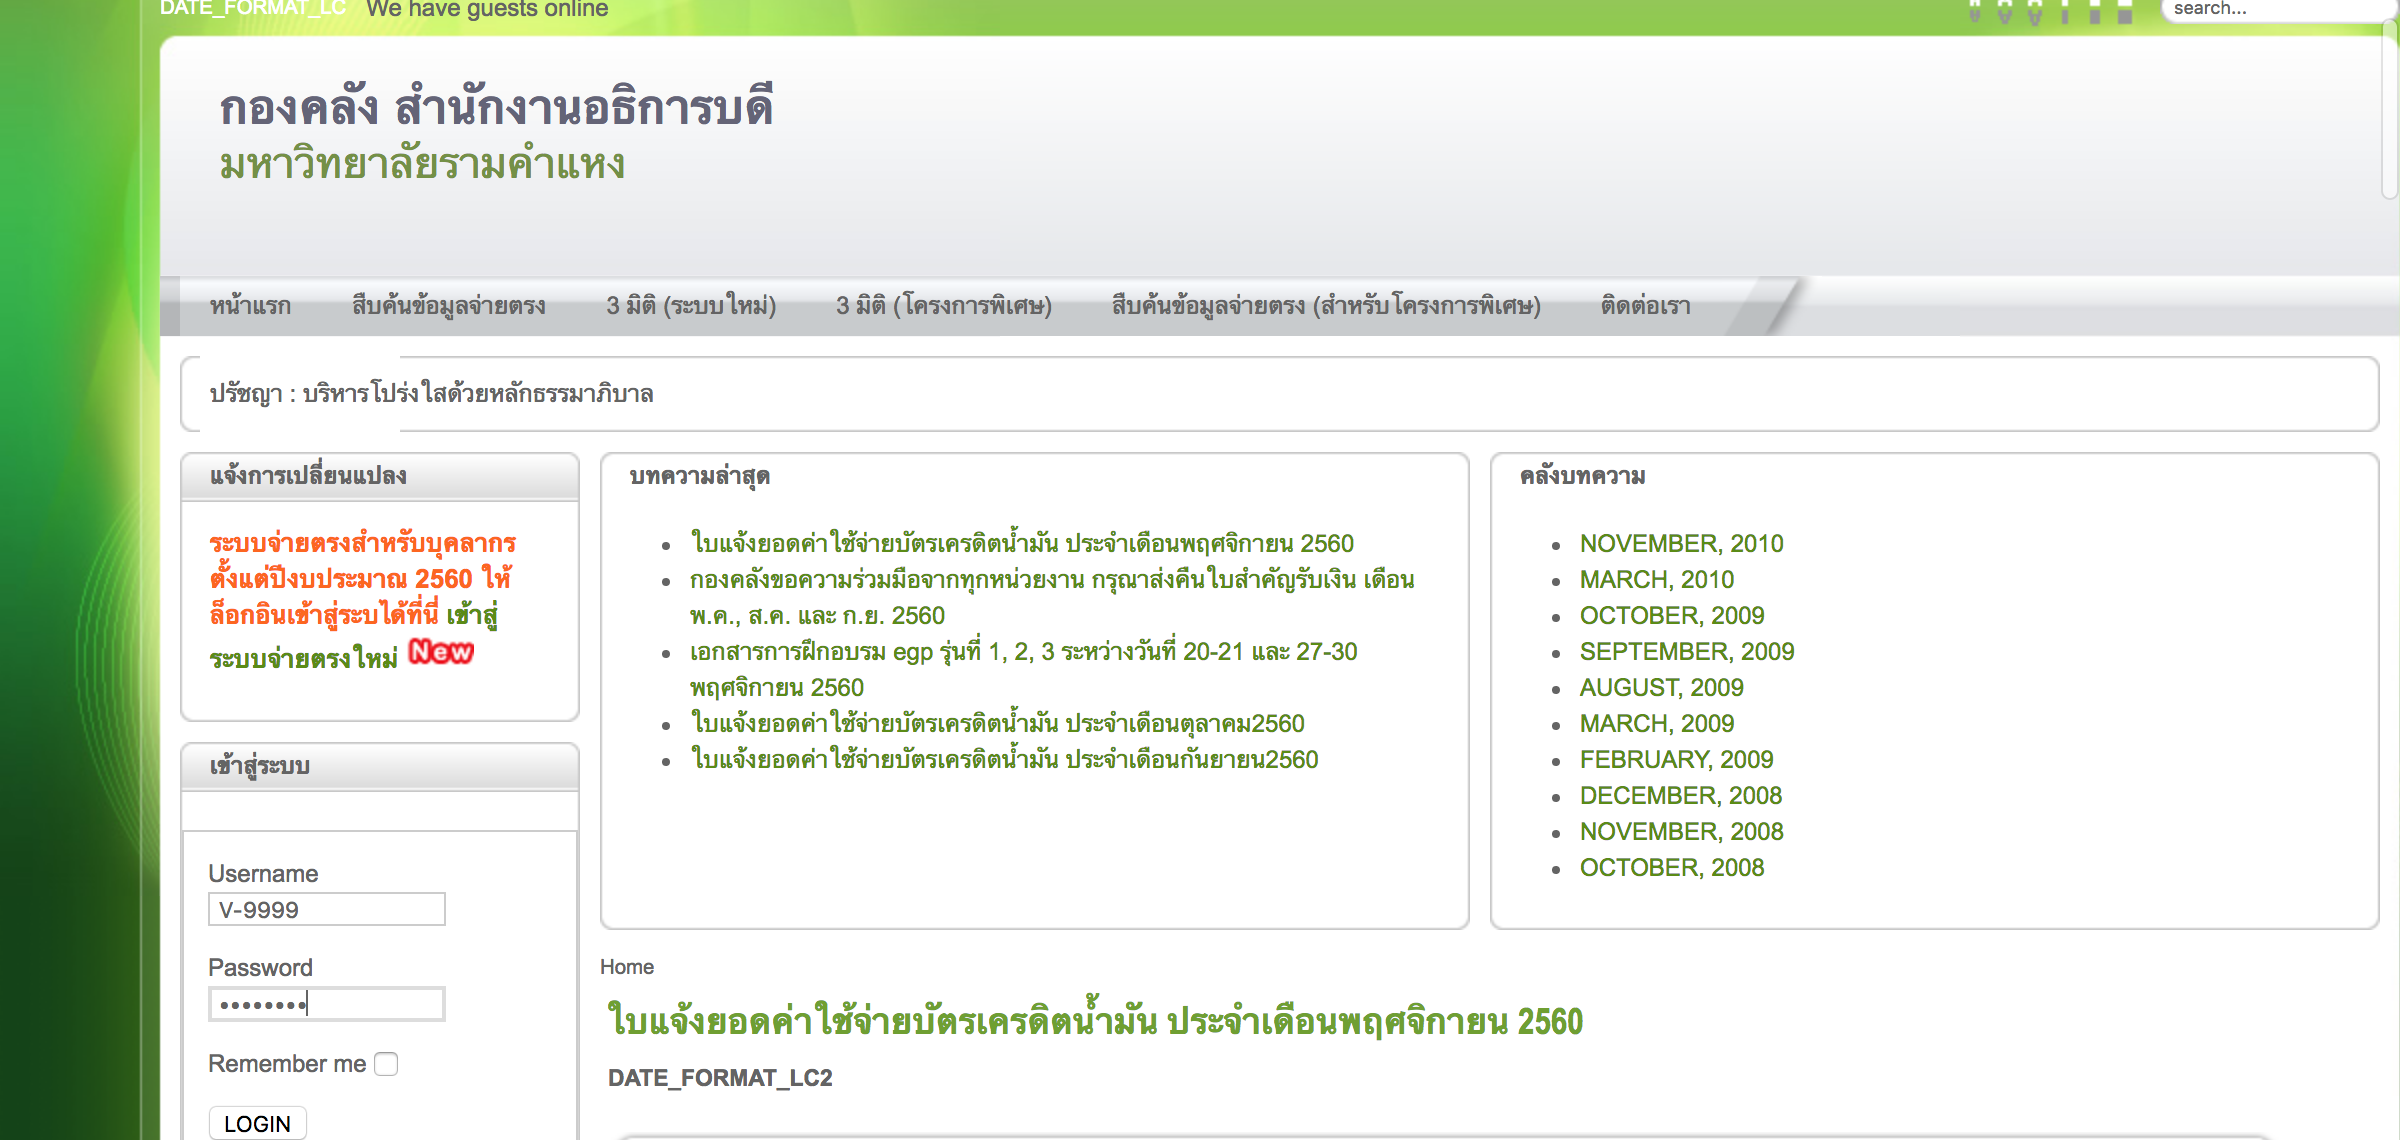 DATE_FORMAT_LC We have guests online
search...
กองคลัง สำนักงานอธิการบดี
มหาวิทยาลัยรามคำแหง
หน้าแรก สืบค้นข้อมูลจ่ายตรง 3 มิติ (ระบบใหม่) 3 มิติ (โครงการพิเศษ) สืบค้นข้อมูลจ่ายตรง (สำหรับโครงการพิเศษ) ติดต่อเรา
ปรัชญา : บริหารโปร่งใสด้วยหลักธรรมาภิบาล
แจ้งการเปลี่ยนแปลง
ระบบจ่ายตรงสำหรับบุคลากร
ตั้งแต่ปีงบประมาณ 2560 ให้
ล็อกอินเข้าสู่ระบได้ที่นี่ เข้าสู่
ระบบจ่ายตรงใหม่ New
บทความล่าสุด
ใบแจ้งยอดค่าใช้จ่ายบัตรเครดิตน้ำมัน ประจำเดือนพฤศจิกายน 2560
กองคลังขอความร่วมมือจากทุกหน่วยงาน กรุณาส่งคืนใบสำคัญรับเงิน เดือน
พ.ค., ส.ค. และ ก.ย. 2560
เอกสารการฝึกอบรม egp รุ่นที่ 1, 2, 3 ระหว่างวันที่ 20-21 และ 27-30
พฤศจิกายน 2560
ใบแจ้งยอดค่าใช้จ่ายบัตรเครดิตน้ำมัน ประจำเดือนตุลาคม2560
ใบแจ้งยอดค่าใช้จ่ายบัตรเครดิตน้ำมัน ประจำเดือนกันยายน2560
คลังบทความ
NOVEMBER, 2010
MARCH, 2010
OCTOBER, 2009
SEPTEMBER, 2009
AUGUST, 2009
MARCH, 2009
FEBRUARY, 2009
DECEMBER, 2008
NOVEMBER, 2008
OCTOBER, 2008
เข้าสู่ระบบ
Username
V-9999
Password
••••••••
Remember me
LOGIN
Home
ใบแจ้งยอดค่าใช้จ่ายบัตรเครดิตน้ำมัน ประจำเดือนพฤศจิกายน 2560
DATE_FORMAT_LC2